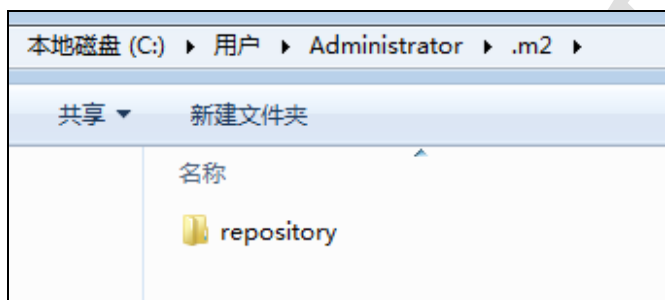 本地磁盘 (C:) ▸ 用户 ▸ Administrator ▸ .m2 ▸
共享 ▾ 新建文件夹
名称
repository